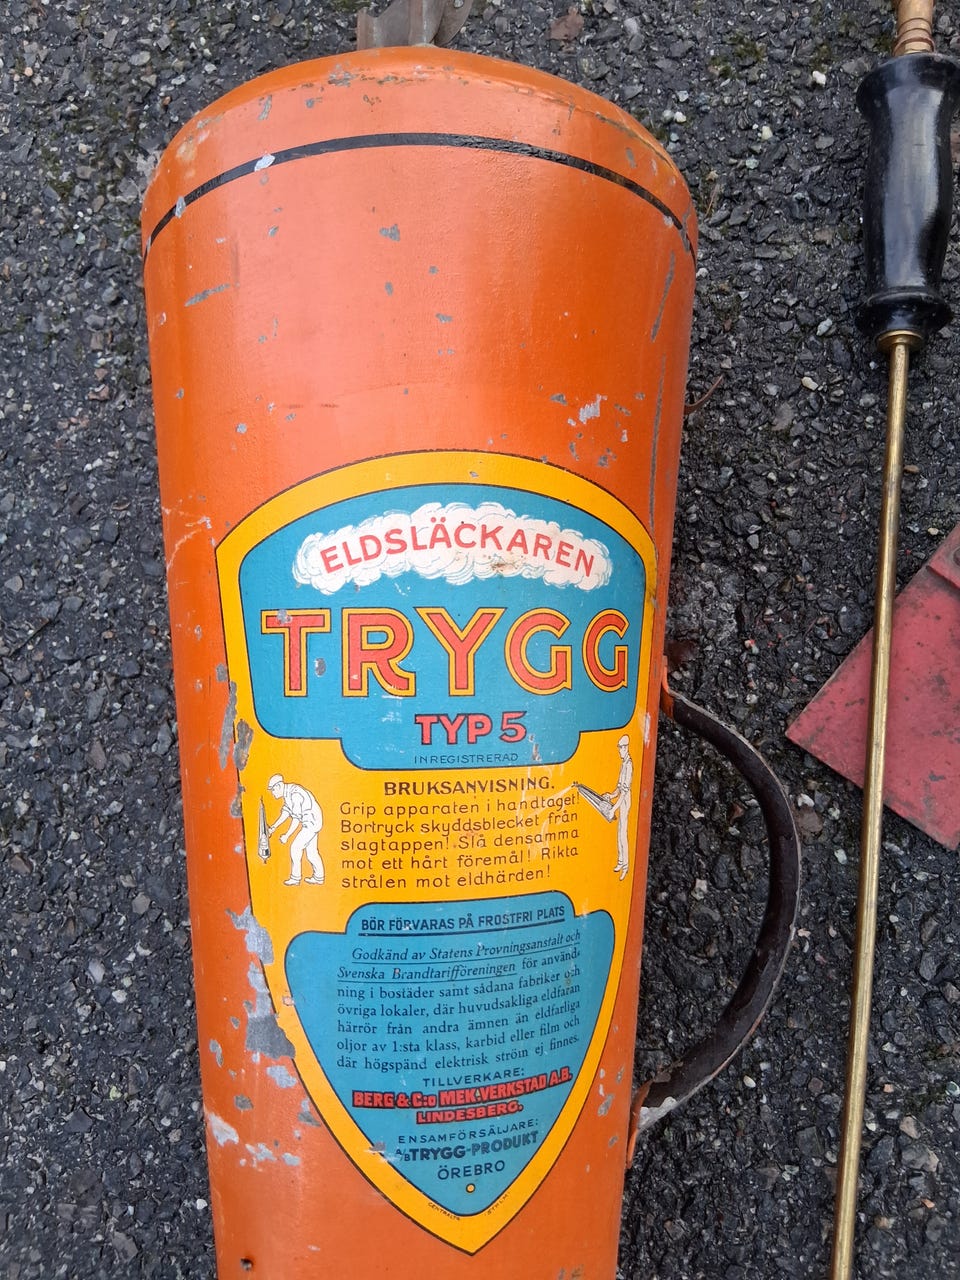 ELDSLÄCKAREN
TRYGG
TYP 5
INREGISTRERAD
BRUKSANVISNING.
Grip apparaten i handtaget!
Bortryck skyddsblecket från
slagtappen! Slå densamma
mot ett hårt föremål! Rikta
strålen mot eldhärden!
BÖR FÖRVARAS PÅ FROSTFRI PLATS
Godkänd av Statens Provningsanstalt och
Svenska Brandtarifföreningen för använd-
ning i bostäder samt sådana fabriker och
övriga lokaler, där huvudsakliga eldfaran
härrör från andra ämnen än eldfarliga
oljor av 1:sta klass, karbid eller film och
där högspänd elektrisk ström ej finnes.
TILLVERKARE:
BERG & C:o MEK.VERKSTAD A.B.
LINDESBERG.
ENSAMFÖRSÄLJARE:
A/B TRYGG-PRODUKT
ÖREBRO
CENTRALTR. STHLM